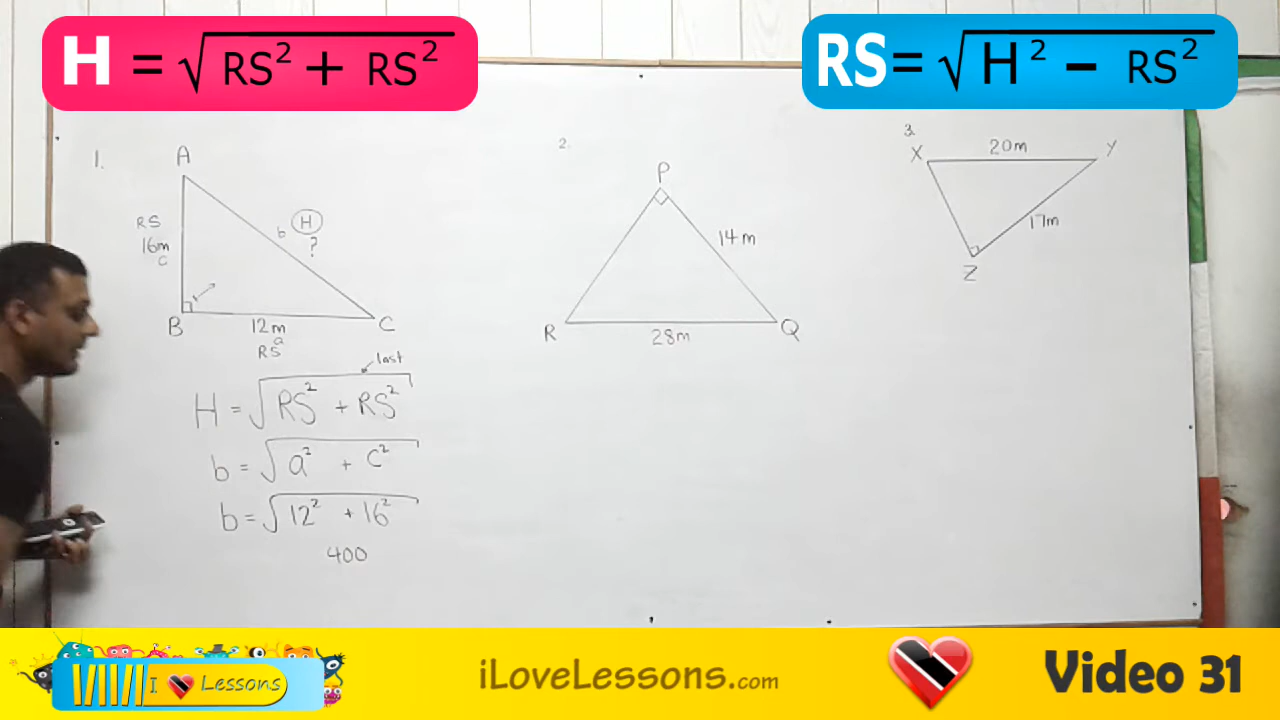 H = √RS² + RS²
RS = √H² − RS²
1.
A
RS
16m
c
b
H
?
B
12m
a
RS
C
last
H = √RS² + RS²
b = √a² + c²
b = √12² + 16²
400
2.
P
14m
R
28m
Q
3.
X
20m
Y
17m
Z
I Lessons
iLoveLessons.com
Video 31